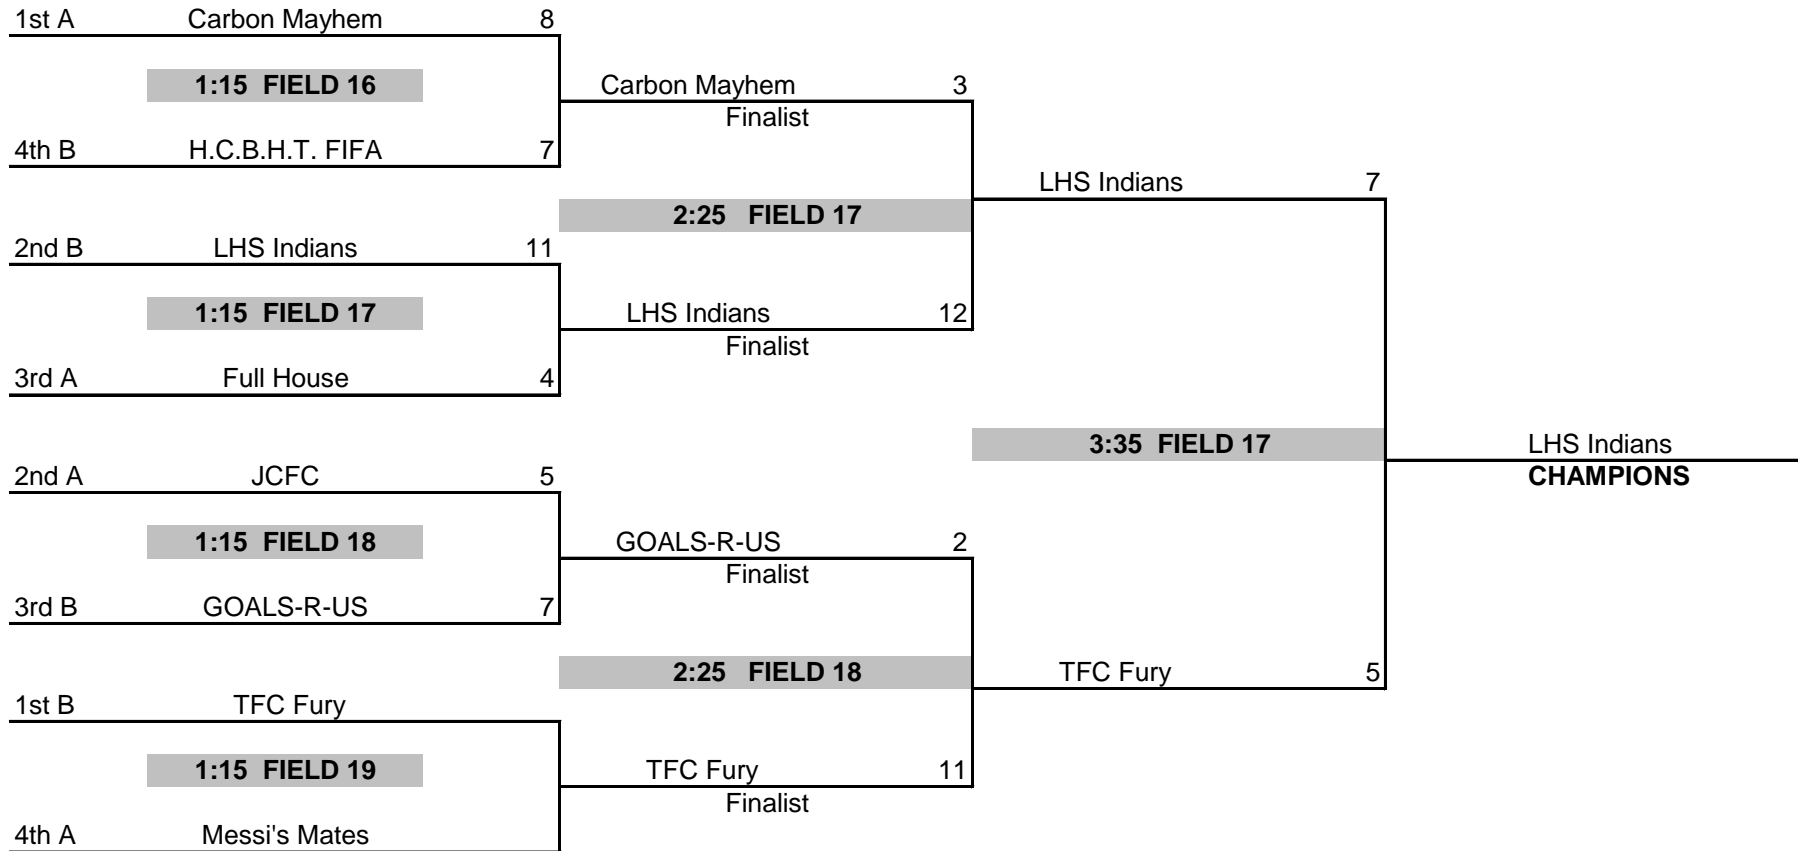 1st A Carbon Mayhem 8
1:15 FIELD 16
Carbon Mayhem 3
Finalist
4th B H.C.B.H.T. FIFA 7
LHS Indians 7
2:25 FIELD 17
2nd B LHS Indians 11
1:15 FIELD 17
LHS Indians 12
Finalist
3rd A Full House 4
3:35 FIELD 17
LHS Indians
CHAMPIONS
2nd A JCFC 5
1:15 FIELD 18
GOALS-R-US 2
Finalist
3rd B GOALS-R-US 7
2:25 FIELD 18
TFC Fury 5
1st B TFC Fury
1:15 FIELD 19
TFC Fury 11
Finalist
4th A Messi's Mates